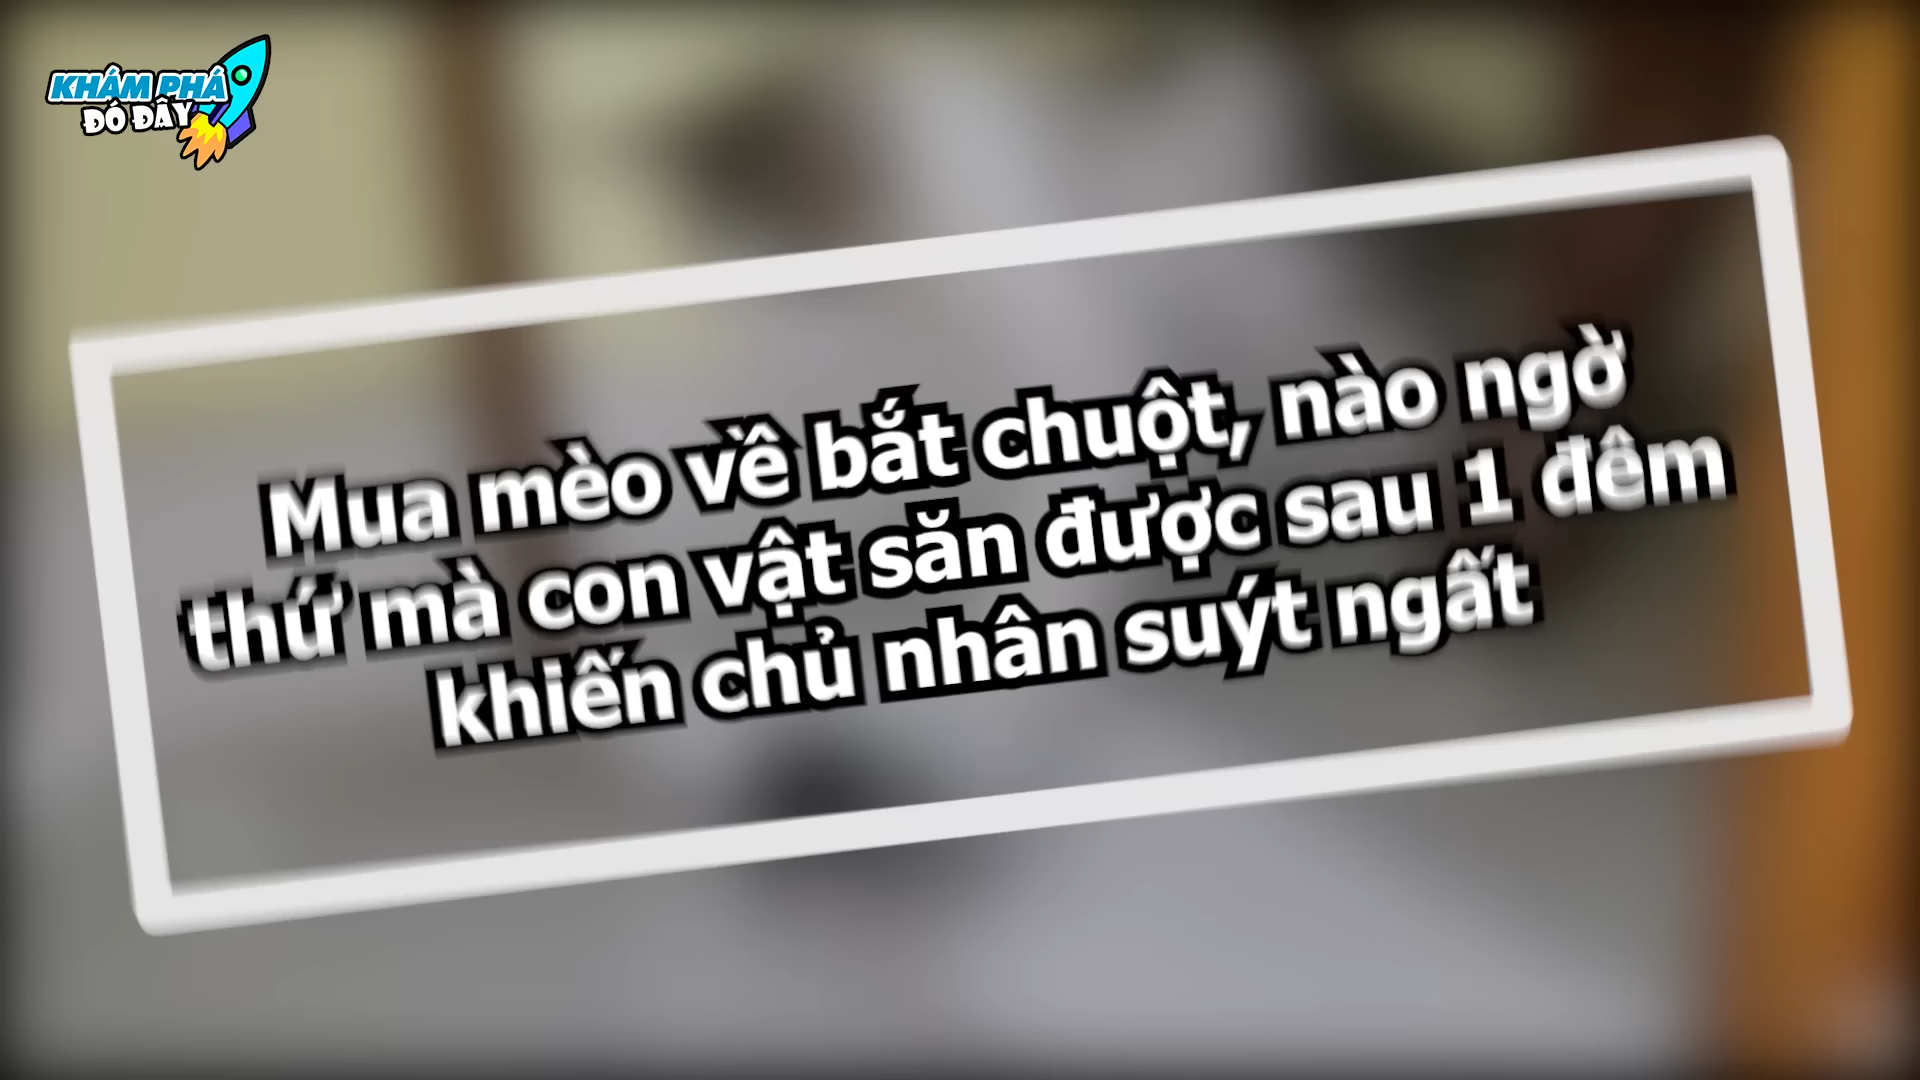 KHÁM PHÁ
ĐÓ ĐÂY
Mua mèo về bắt chuột, nào ngờ
thứ mà con vật săn được sau 1 đêm
khiến chủ nhân suýt ngất